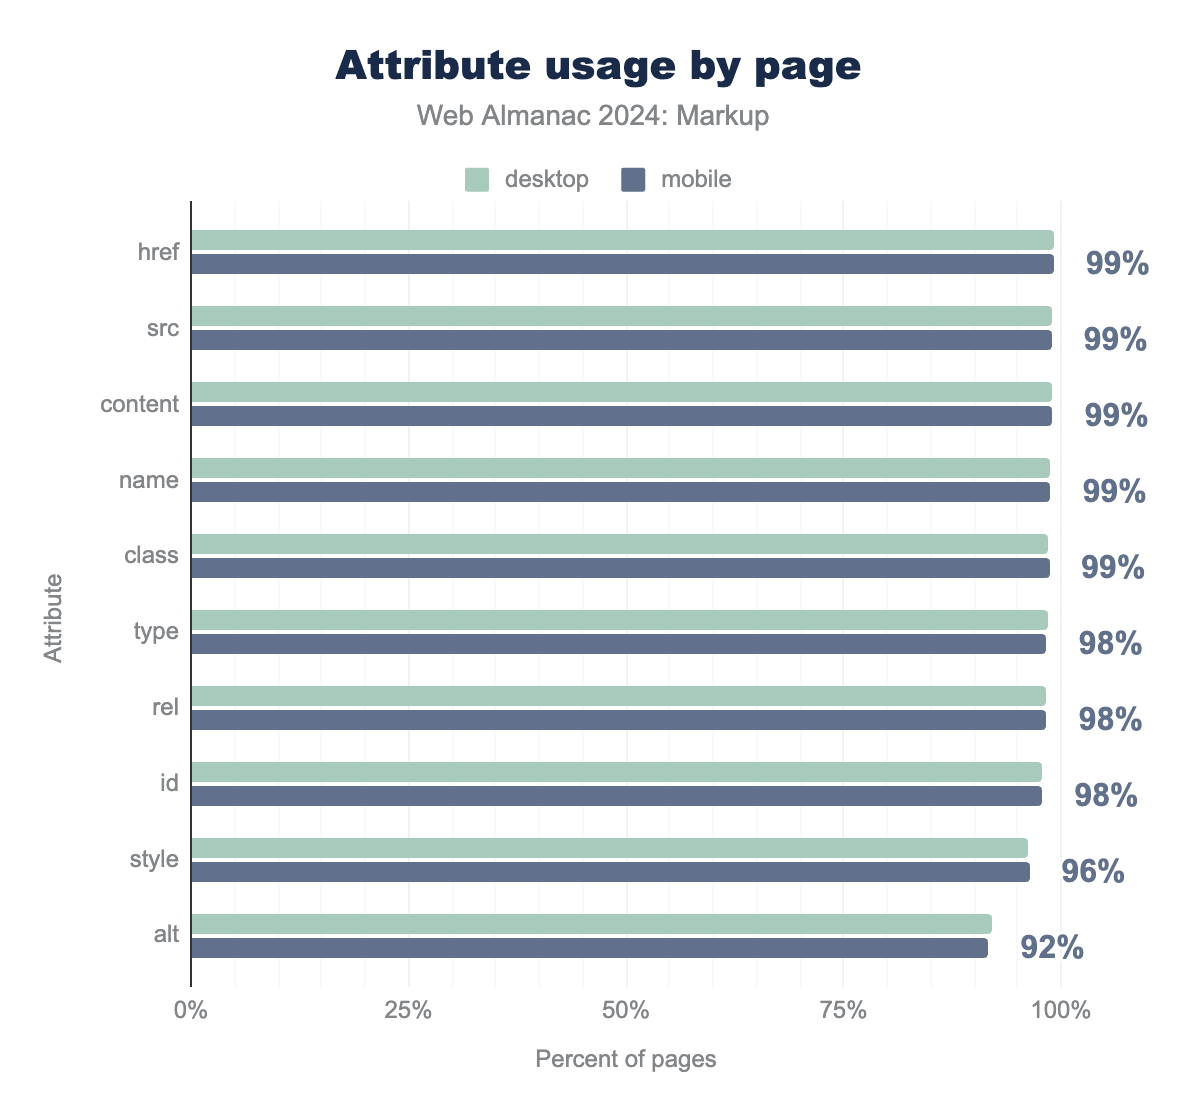 Attribute usage by page
Web Almanac 2024: Markup
desktop mobile
href 99%
src 99%
content 99%
name 99%
class 99%
type 98%
rel 98%
id 98%
style 96%
alt 92%
Attribute
0% 25% 50% 75% 100%
Percent of pages